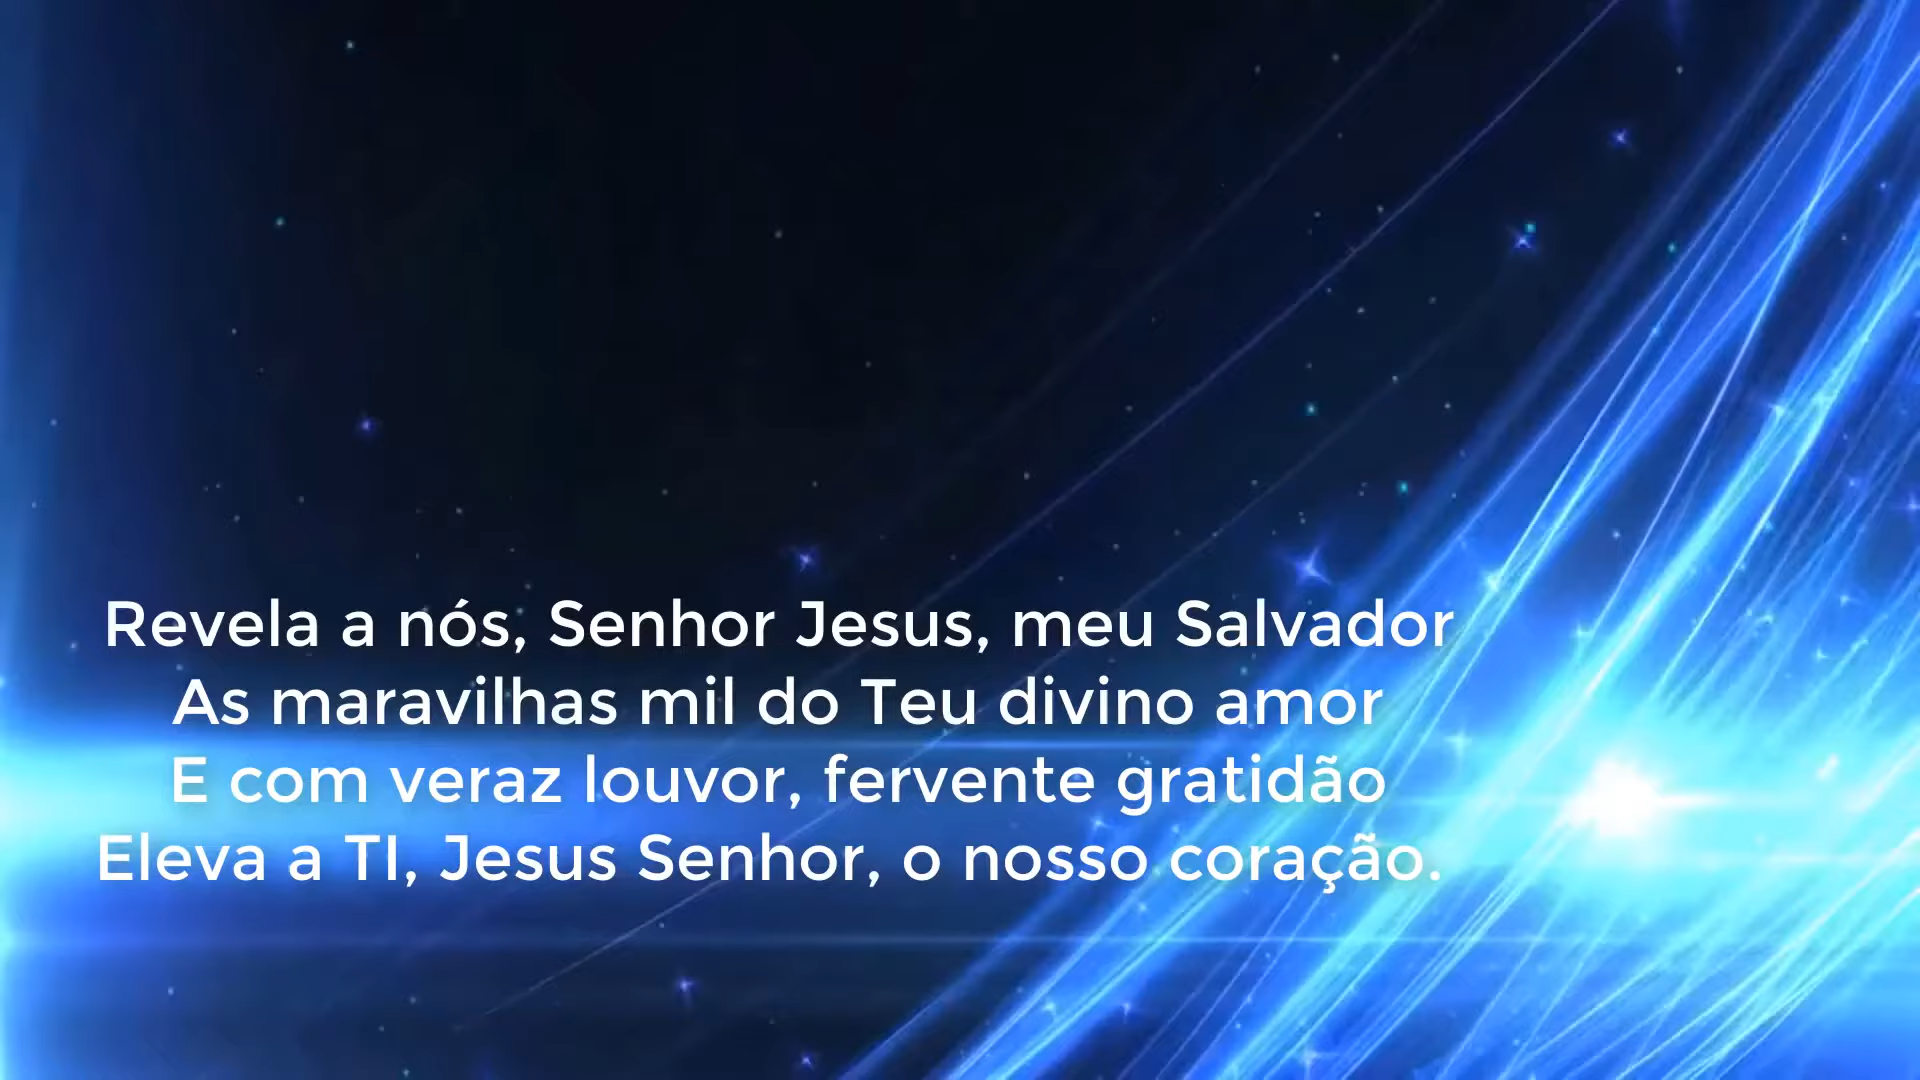 Revela a nós, Senhor Jesus, meu Salvador
As maravilhas mil do Teu divino amor
E com veraz louvor, fervente gratidão
Eleva a TI, Jesus Senhor, o nosso coração.